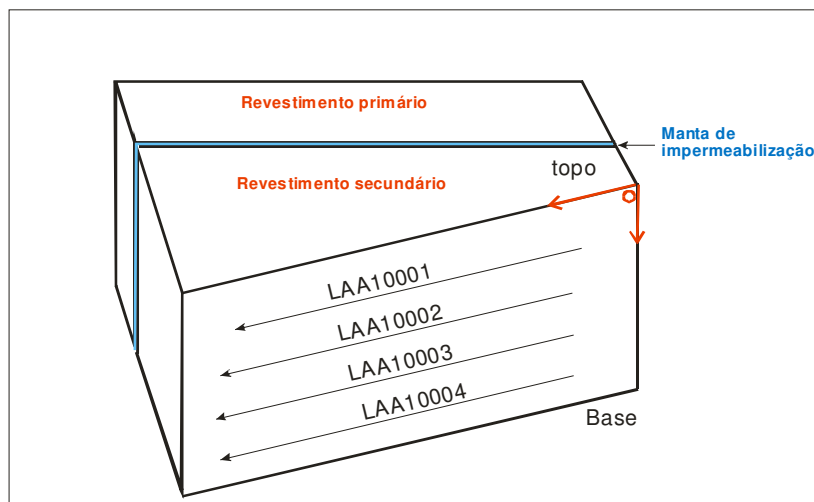 Revestimento primário
Manta de
impermeabilização
topo
Revestimento secundário
O
LAA10001
LAA10002
LAA10003
LAA10004
Base